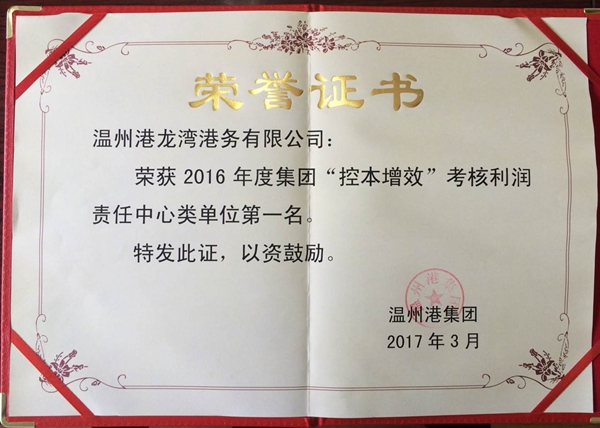 荣誉证书
温州港龙湾港务有限公司：
荣获 2016 年度集团“控本增效”考核利润
责任中心类单位第一名。
特发此证，以资鼓励。
温州港集团
2017 年 3 月